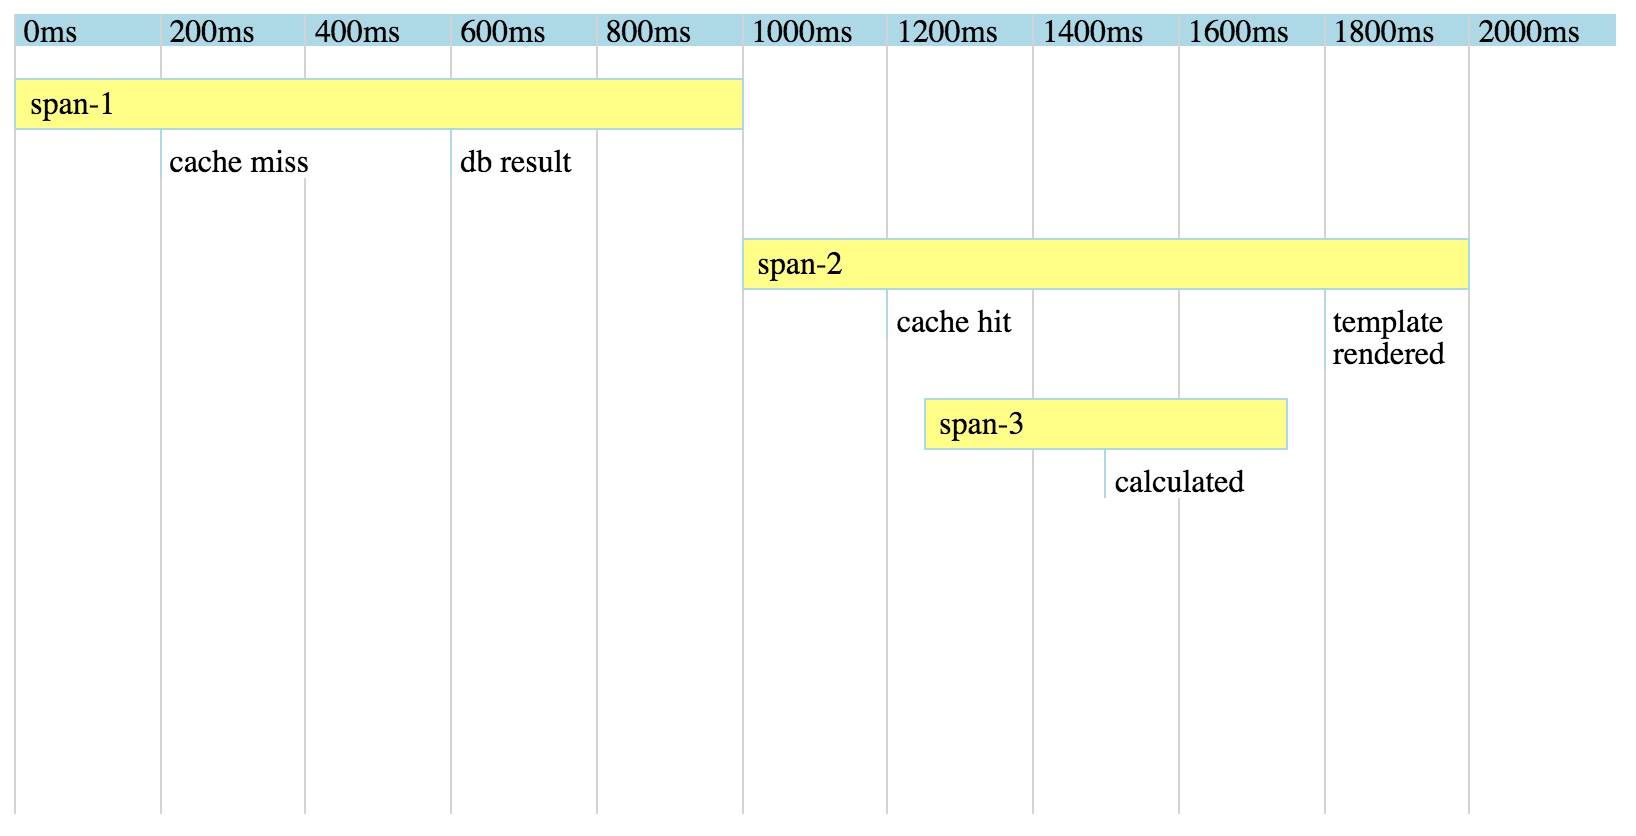 0ms 200ms 400ms 600ms 800ms 1000ms 1200ms 1400ms 1600ms 1800ms 2000ms
span-1
cache miss db result
span-2
cache hit template
rendered
span-3
calculated